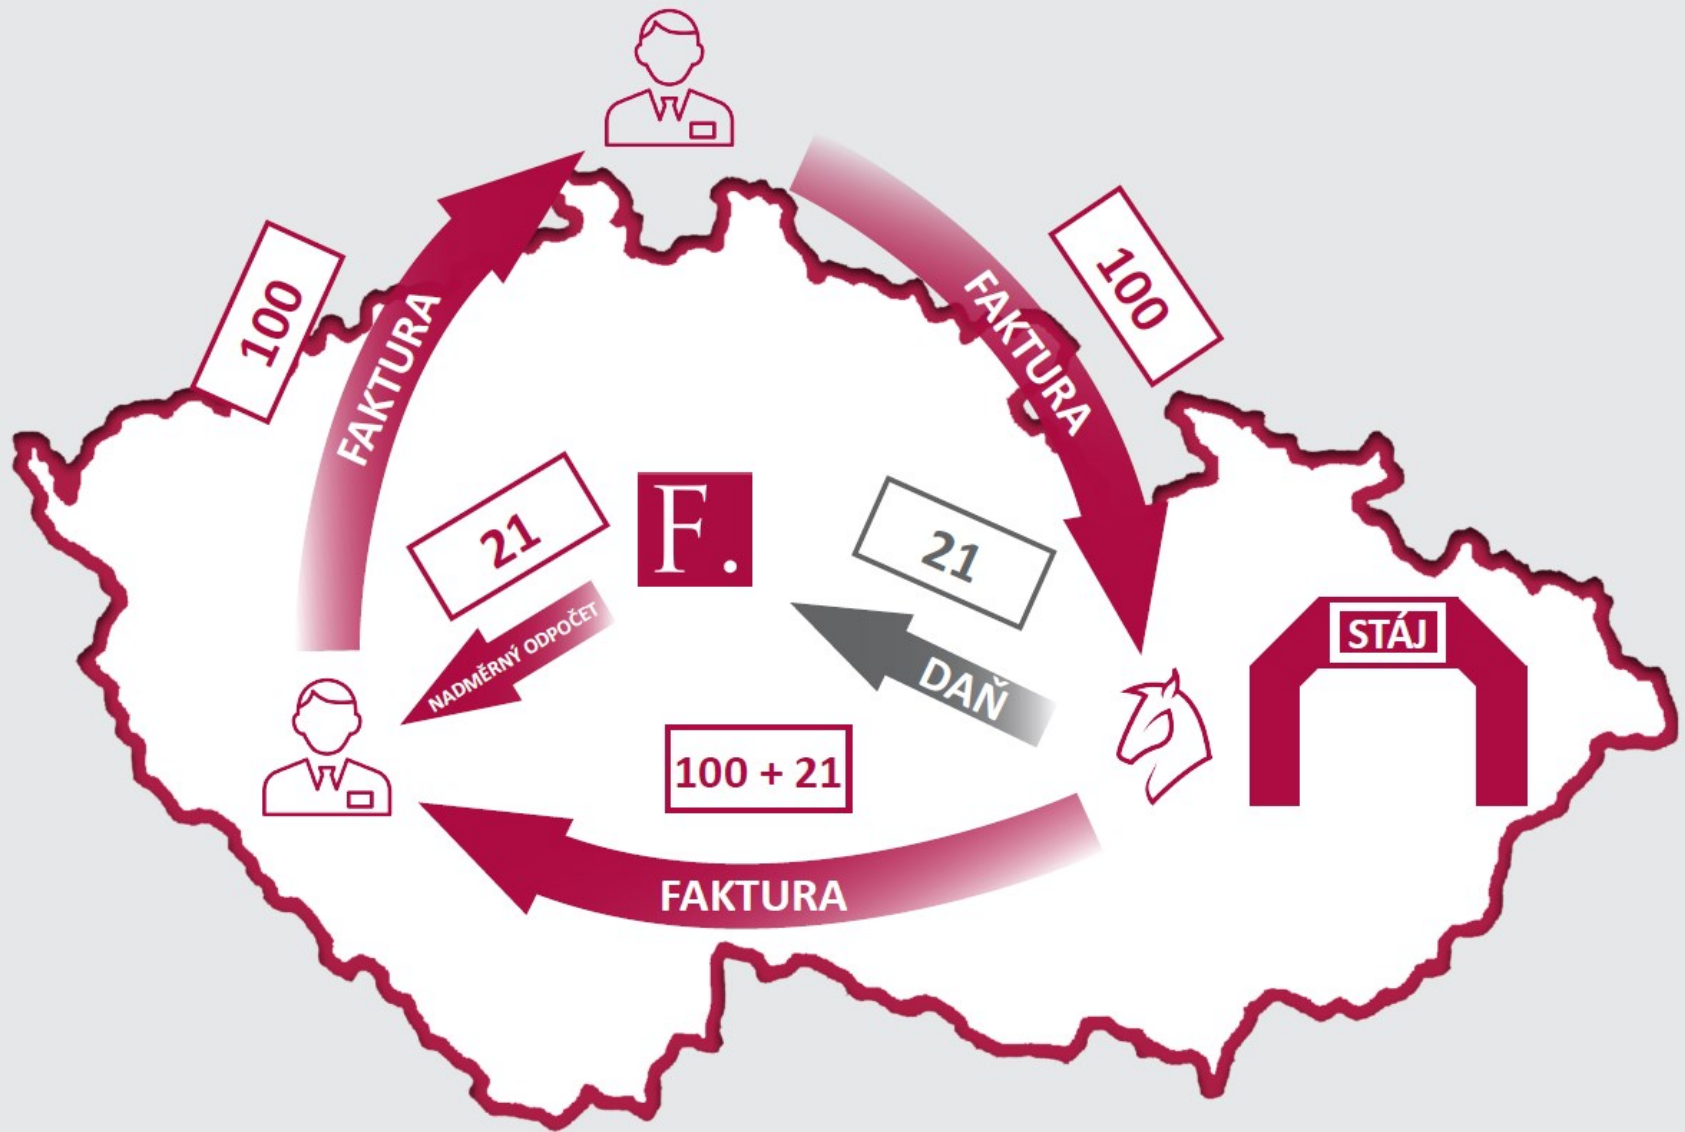 100
FAKTURA
100
FAKTURA
21
F.
21
NADMĚRNÝ ODPOČET
DAŇ
STÁJ
100 + 21
FAKTURA